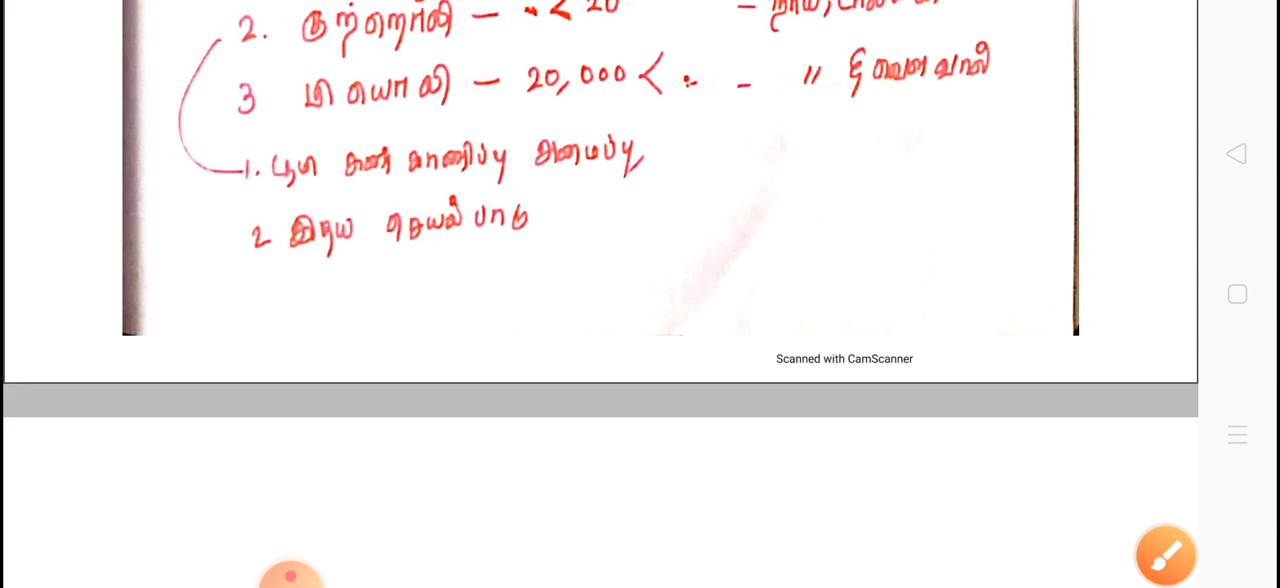 2. குற்றொலி – < 20 – நாய்,
3 மீயொலி – 20,000 < – " வௌவால்
1. பூமி கண்காணிப்பு அமைப்பு,
2 இதய செயல்பாடு
Scanned with CamScanner